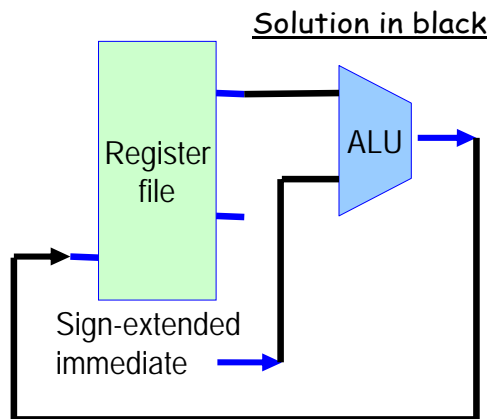 Solution in black
Register
file
ALU
Sign-extended
immediate